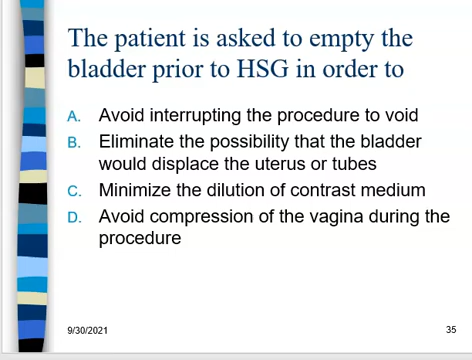 The patient is asked to empty the
bladder prior to HSG in order to
A. Avoid interrupting the procedure to void
B. Eliminate the possibility that the bladder
would displace the uterus or tubes
C. Minimize the dilution of contrast medium
D. Avoid compression of the vagina during the
procedure
9/30/2021
35